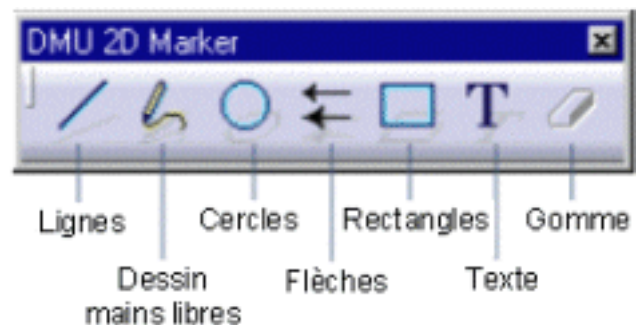 DMU 2D Marker
T
Lignes
Cercles
Rectangles
Gomme
Dessin
mains libres
Flèches
Texte